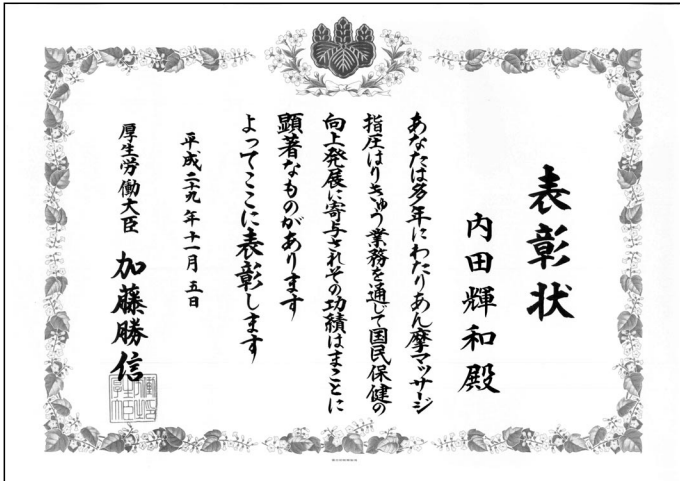 表彰状
内田輝和殿
あなたは多年にわたりあん摩マッサージ
指圧はりきゅう業務を通じて国民保健の
向上発展に寄与されその功績はまことに
顕著なものがあります
よってここに表彰します
平成二十九年十一月五日
厚生労働大臣 加藤勝信